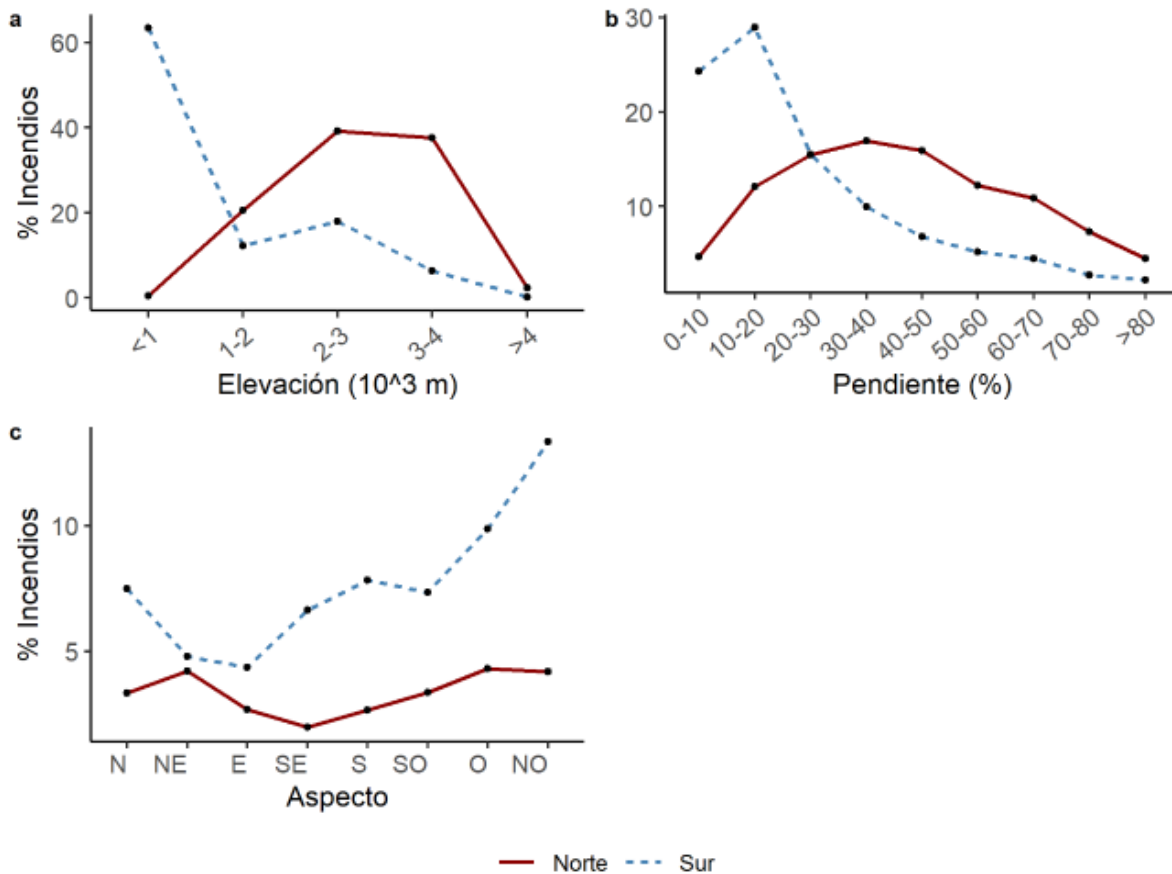 a
% Incendios
60
40
20
0
<1
1-2
2-3
3-4
>4
Elevación (10^3 m)
b
30
20
10
0-10
10-20
20-30
30-40
40-50
50-60
60-70
70-80
>80
Pendiente (%)
c
% Incendios
10
5
N NE E SE S SO O NO
Aspecto
Norte Sur